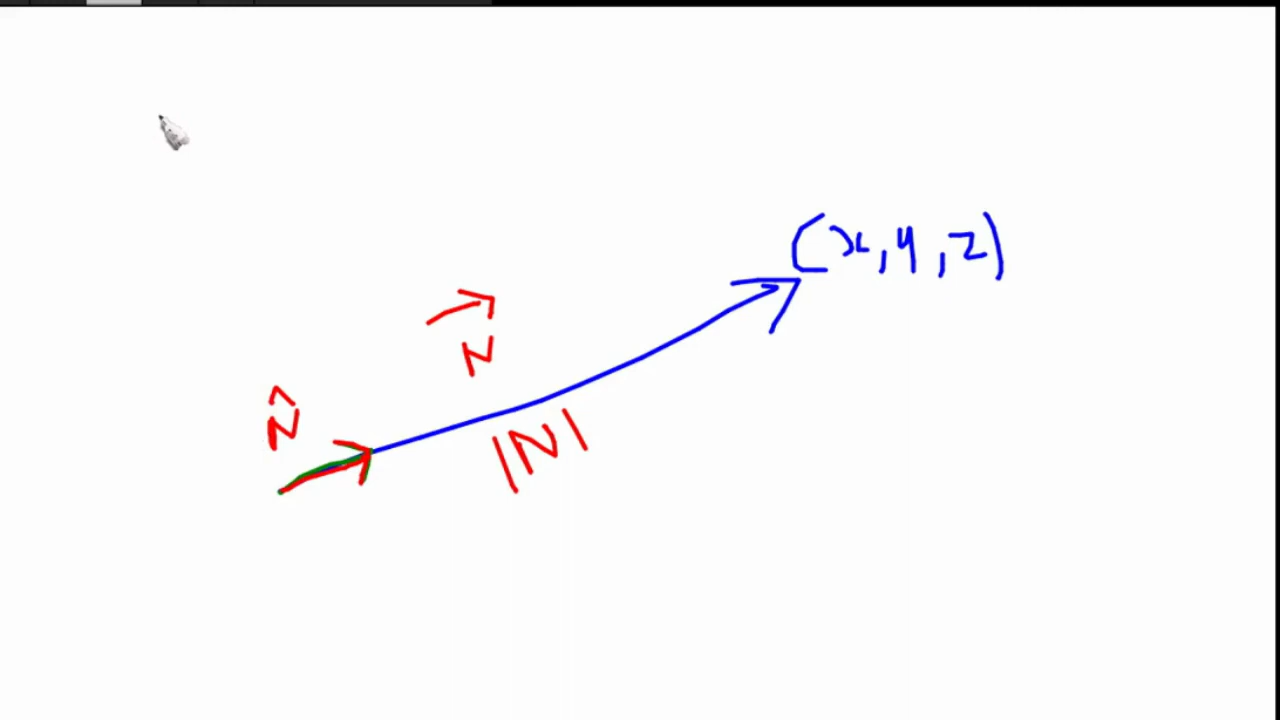 (x, y, z)
N⃗
N̂
|N|